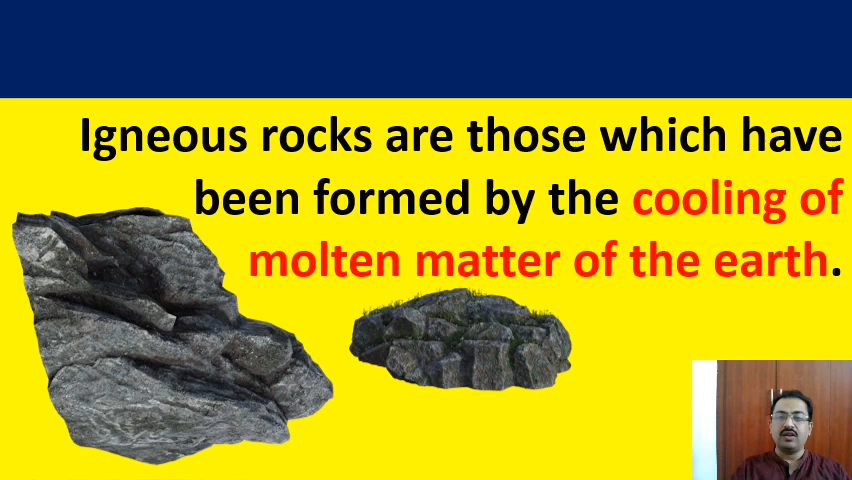 Igneous rocks are those which have
been formed by the cooling of
molten matter of the earth.